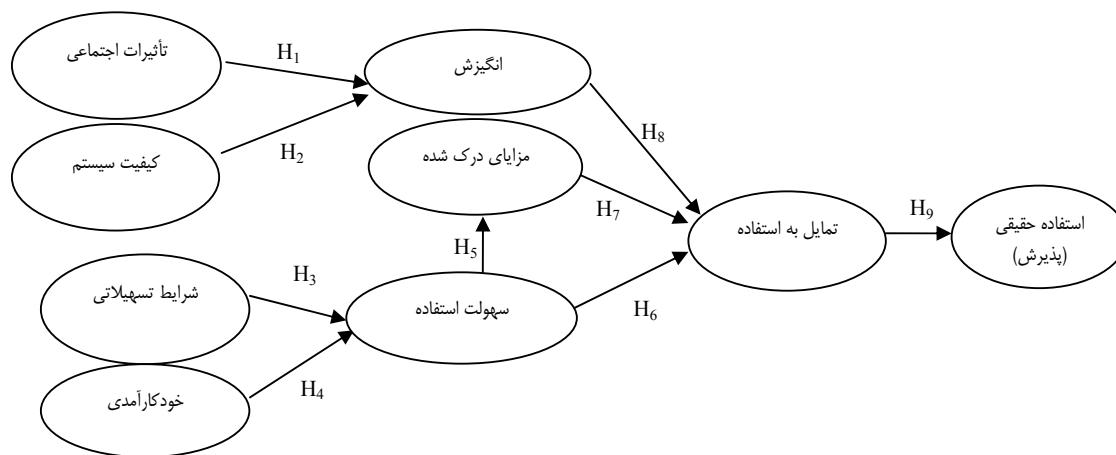 تأثیرات اجتماعی
H1
انگیزش
کیفیت سیستم
H2
مزایای درک شده
H8
H7
تمایل به استفاده
H9
استفاده حقیقی
(پذیرش)
شرایط تسهیلاتی
H3
H5
سهولت استفاده
H6
خودکارآمدی
H4